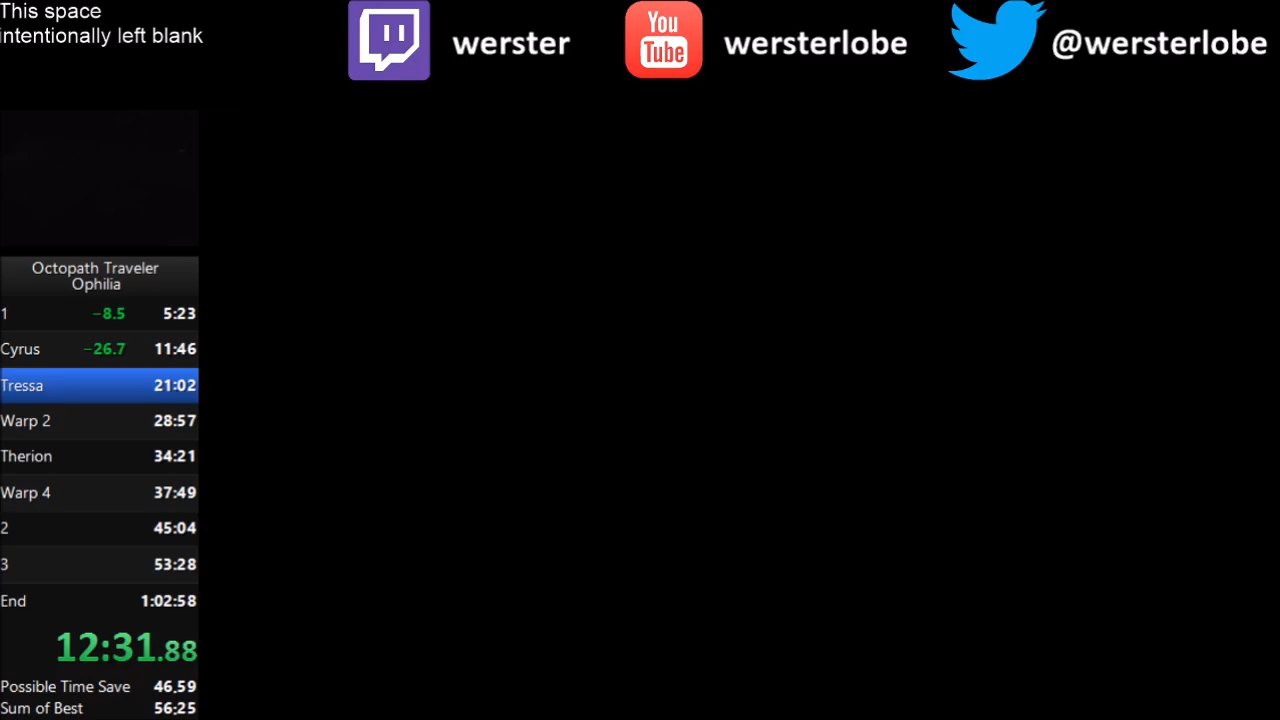 This space
intentionally left blank
werster
You
Tube
wersterlobe
@wersterlobe
Octopath Traveler
Ophilia
1 −8.5 5:23
Cyrus −26.7 11:46
Tressa 21:02
Warp 2 28:57
Therion 34:21
Warp 4 37:49
2 45:04
3 53:28
End 1:02:58
12:31.88
Possible Time Save 46.59
Sum of Best 56:25